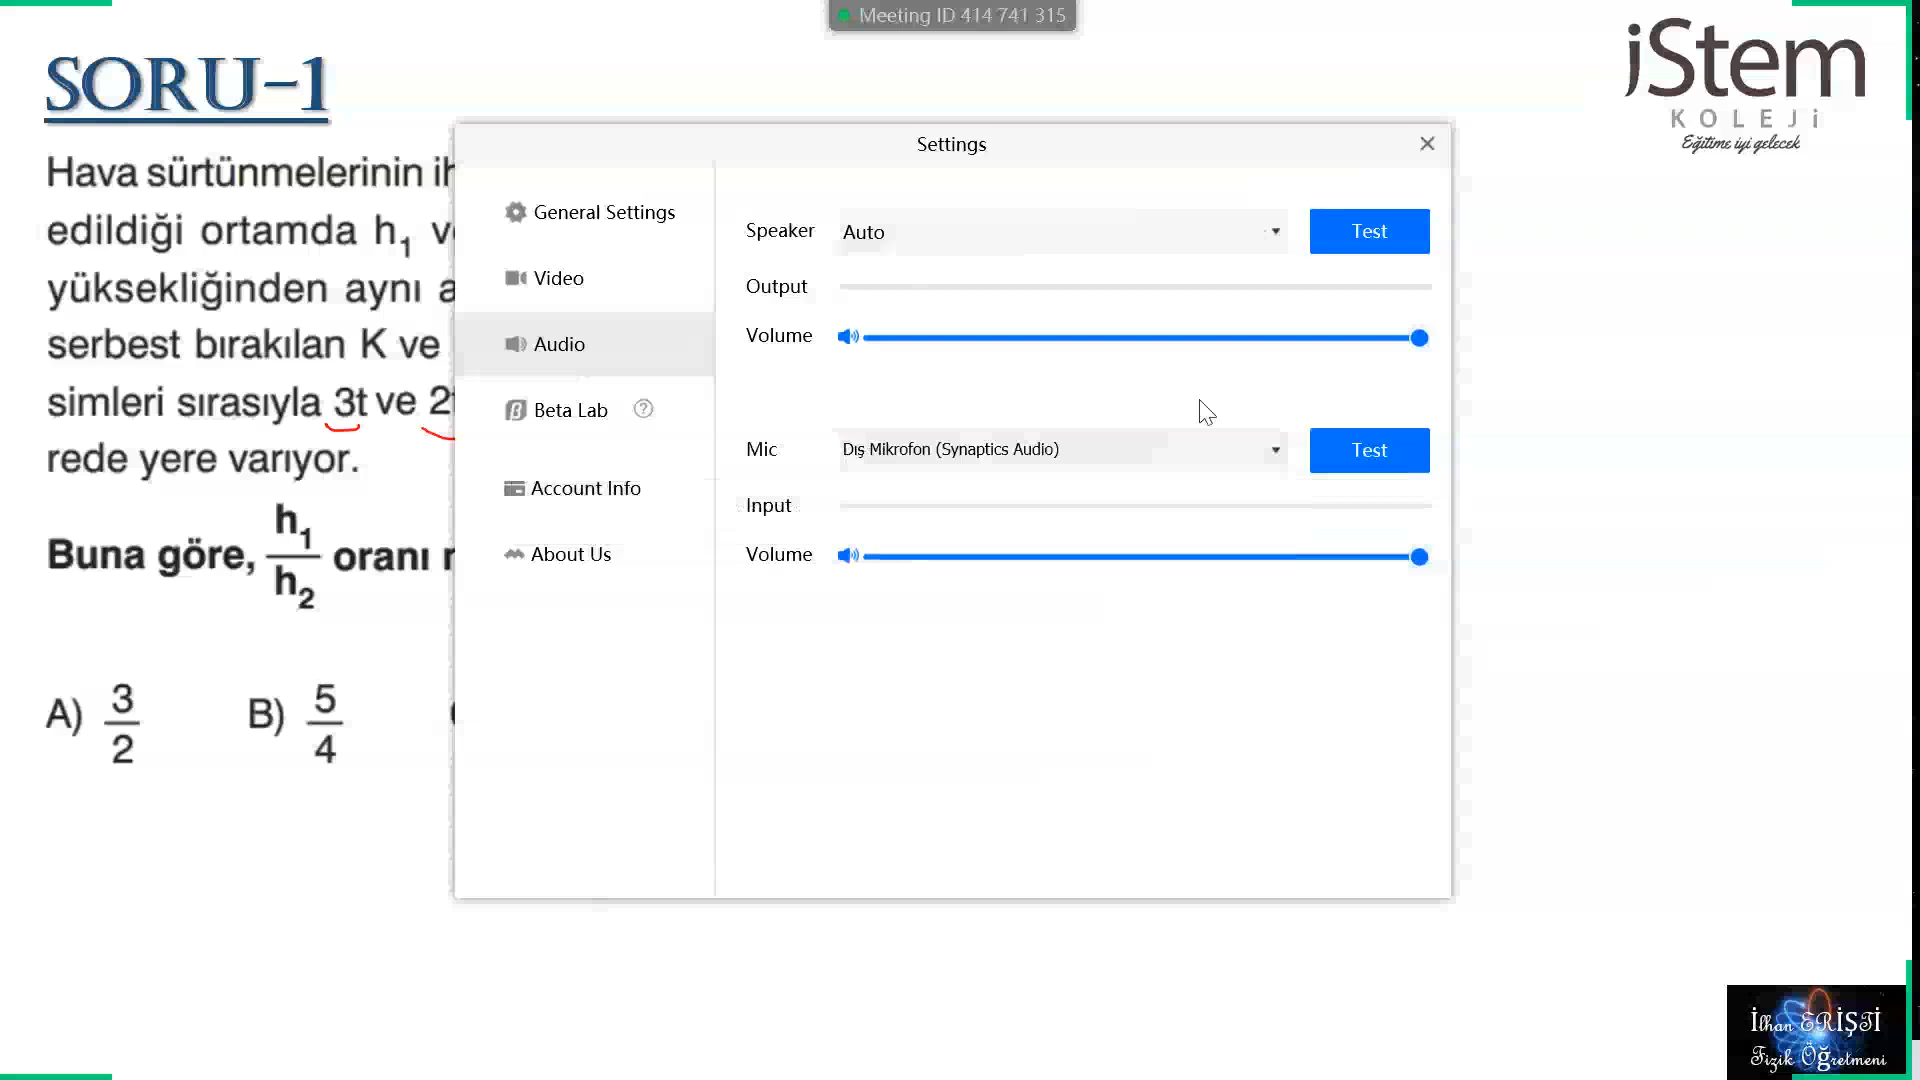 Meeting ID 414 741 315
SORU-1
iStem
KOLEJi
Eğitime iyi gelecek
Hava sürtünmelerinin
edildiği ortamda h1
yüksekliğinden aynı
serbest bırakılan K ve
simleri sırasıyla 3t ve
rede yere varıyor.
Buna göre, h1/h2 oranı
A) 3/2 B) 5/4
Settings
General Settings
Video
Audio
Beta Lab ?
Account Info
About Us
Speaker Auto Test
Output
Volume
Mic Dış Mikrofon (Synaptics Audio) Test
Input
Volume
İlhan ERİŞTİ
Fizik Öğretmeni